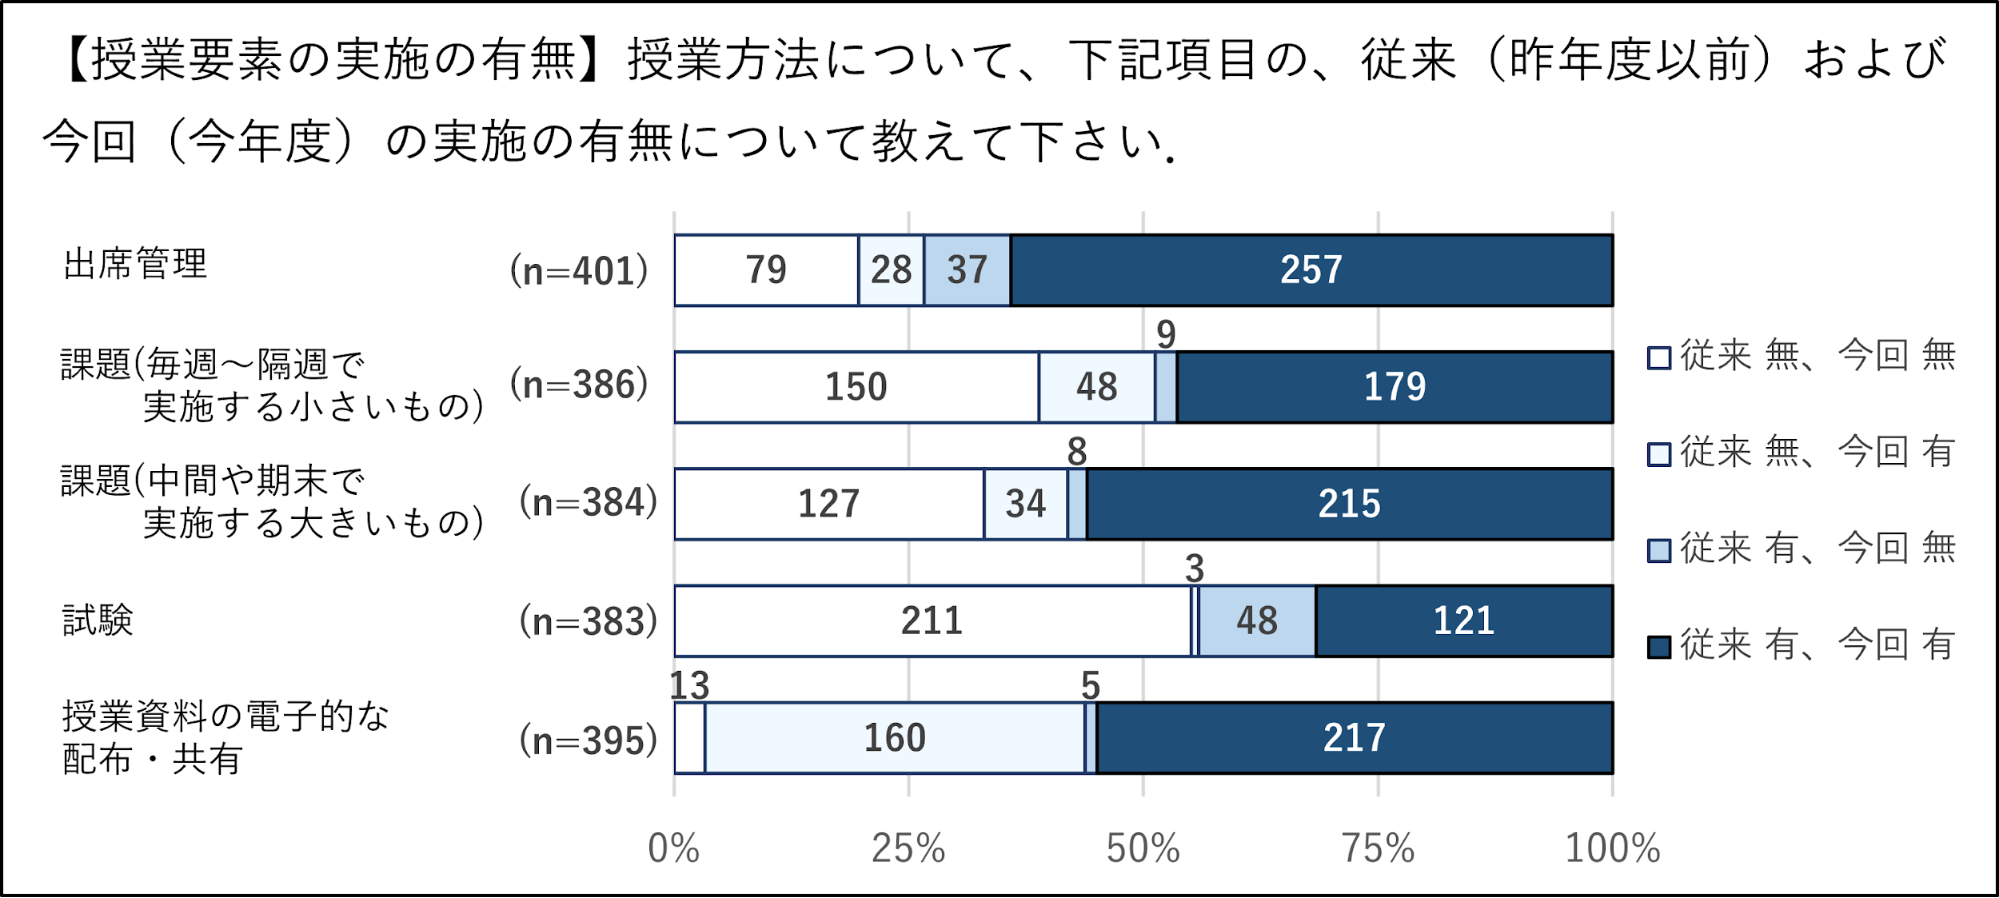 【授業要素の実施の有無】授業方法について、下記項目の、従来（昨年度以前）および
今回（今年度）の実施の有無について教えて下さい.
出席管理 (n=401) 79 28 37 257
9
課題(毎週～隔週で
実施する小さいもの) (n=386) 150 48 179
8
課題(中間や期末で
実施する大きいもの) (n=384) 127 34 215
3
試験 (n=383) 211 48 121
13 5
授業資料の電子的な
配布・共有 (n=395) 160 217
0% 25% 50% 75% 100%
従来 無、今回 無
従来 無、今回 有
従来 有、今回 無
従来 有、今回 有